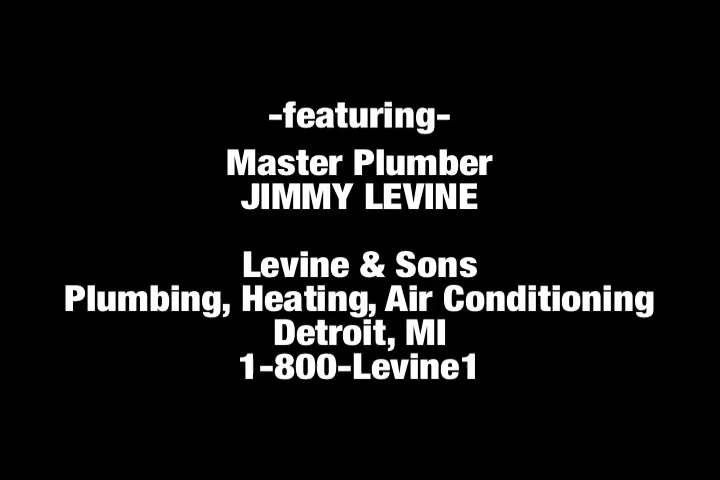 -featuring-
Master Plumber
JIMMY LEVINE
Levine & Sons
Plumbing, Heating, Air Conditioning
Detroit, MI
1-800-Levine1